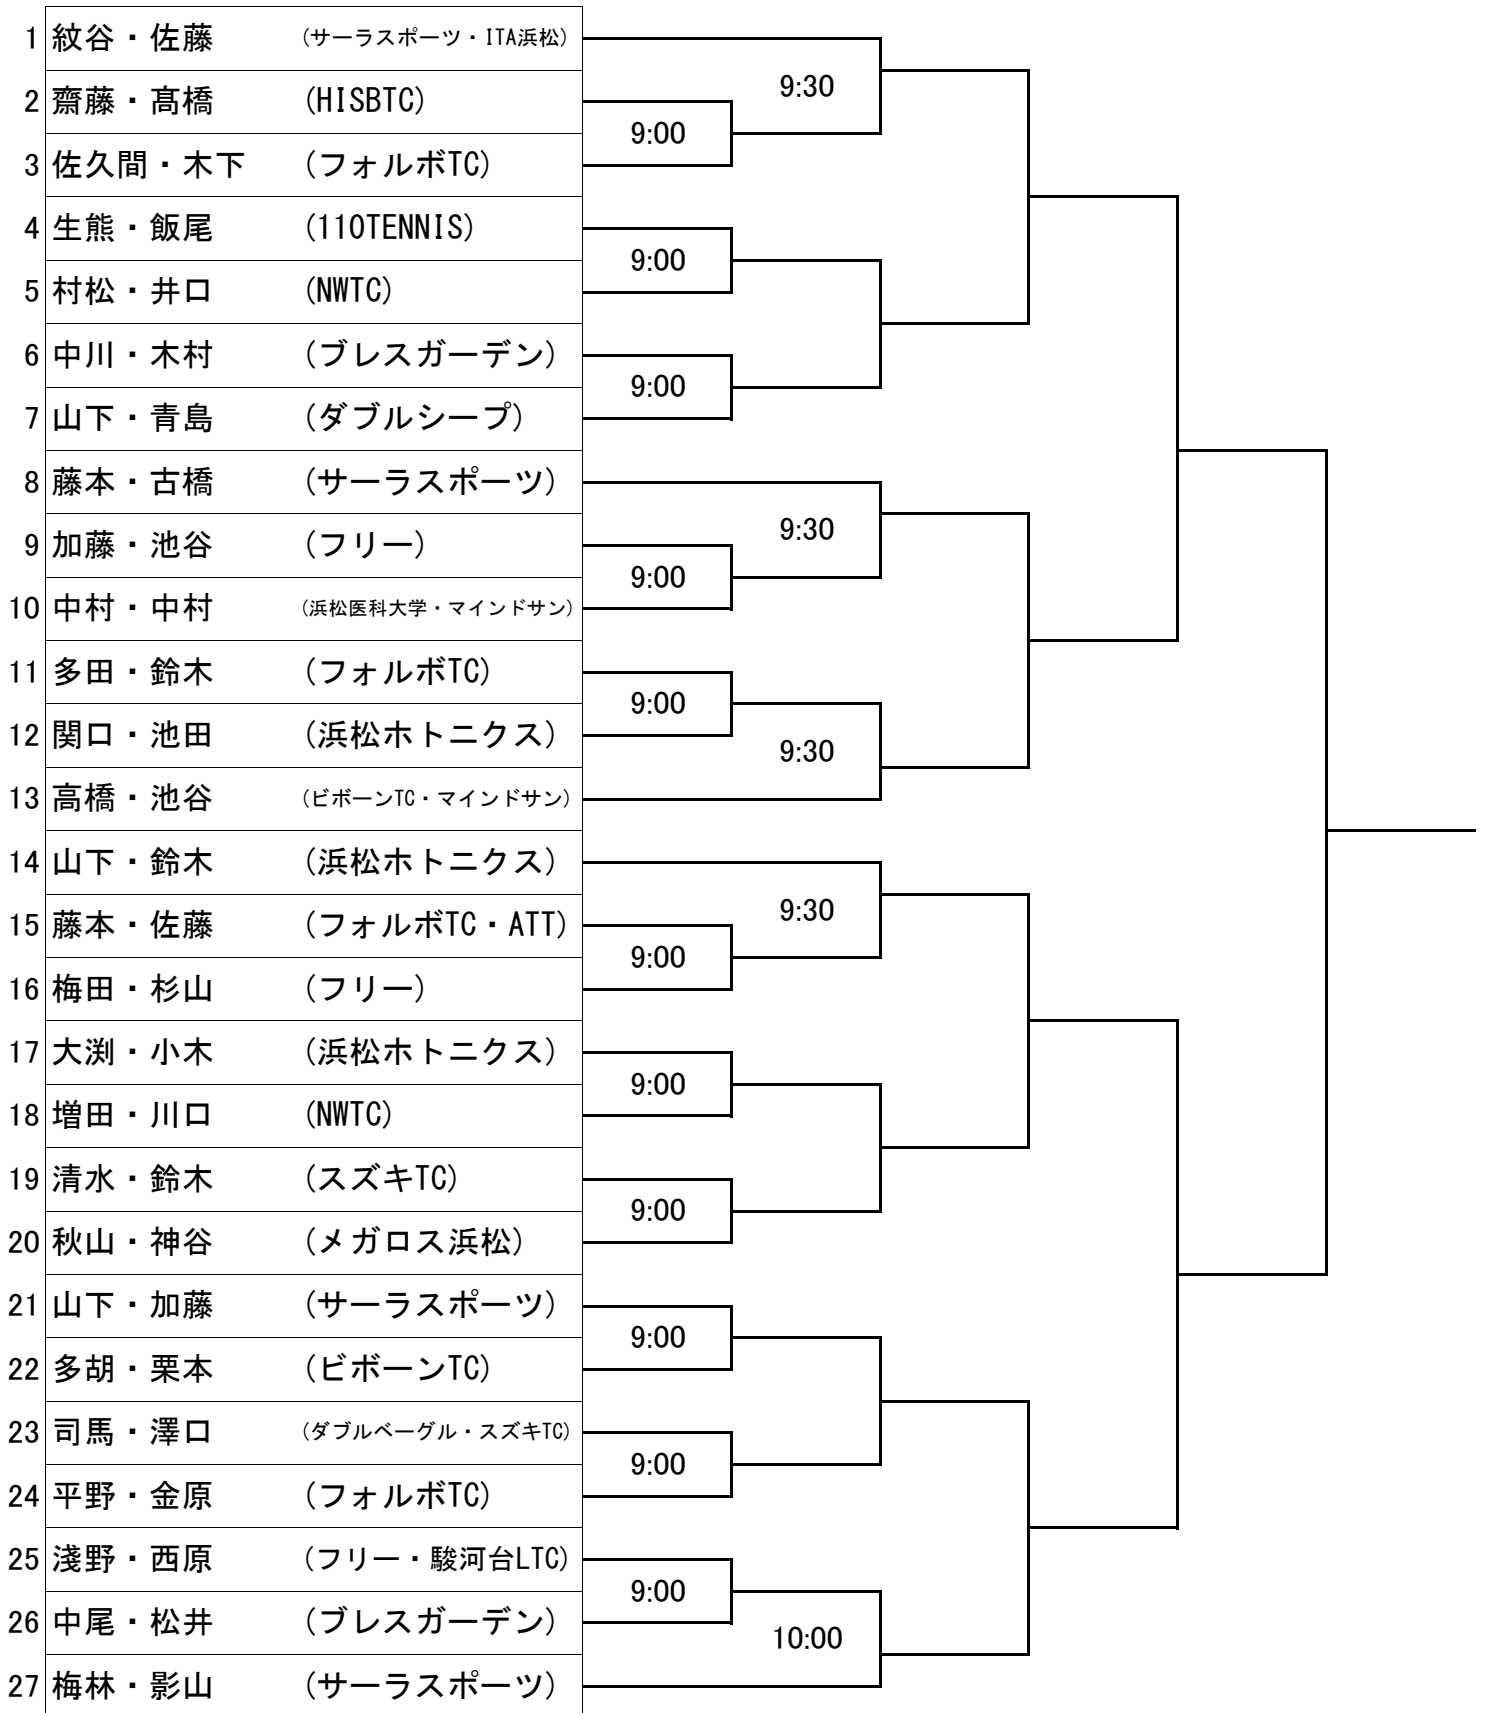 1 紋谷・佐藤 (サーラスポーツ・ITA浜松)
9:30
2 齋藤・髙橋 (HISBTC)
9:00
3 佐久間・木下 (フォルボTC)
4 生熊・飯尾 (110TENNIS)
9:00
5 村松・井口 (NWTC)
6 中川・木村 (ブレスガーデン)
9:00
7 山下・青島 (ダブルシープ)
8 藤本・古橋 (サーラスポーツ)
9:30
9 加藤・池谷 (フリー)
9:00
10 中村・中村 (浜松医科大学・マインドサン)
11 多田・鈴木 (フォルボTC)
9:00
12 関口・池田 (浜松ホトニクス)
9:30
13 高橋・池谷 (ビボーンTC・マインドサン)
14 山下・鈴木 (浜松ホトニクス)
9:30
15 藤本・佐藤 (フォルボTC・ATT)
9:00
16 梅田・杉山 (フリー)
17 大渕・小木 (浜松ホトニクス)
9:00
18 増田・川口 (NWTC)
19 清水・鈴木 (スズキTC)
9:00
20 秋山・神谷 (メガロス浜松)
21 山下・加藤 (サーラスポーツ)
9:00
22 多胡・栗本 (ビボーンTC)
23 司馬・澤口 (ダブルベーグル・スズキTC)
9:00
24 平野・金原 (フォルボTC)
25 淺野・西原 (フリー・駿河台LTC)
9:00
26 中尾・松井 (ブレスガーデン)
10:00
27 梅林・影山 (サーラスポーツ)